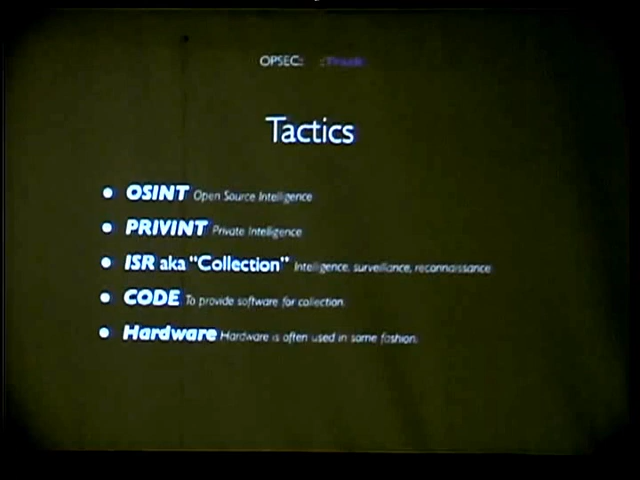 OPSEC:
Tactics
• OSINT Open Source Intelligence
• PRIVINT Private Intelligence
• ISR aka "Collection" Intelligence, surveillance, reconnaissance
• CODE To provide software for collection.
• Hardware Hardware is often used in some fashion.